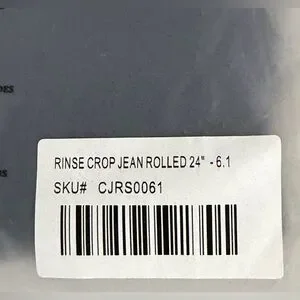 RINSE CROP JEAN ROLLED 24" - 6.1
SKU# CJRS0061